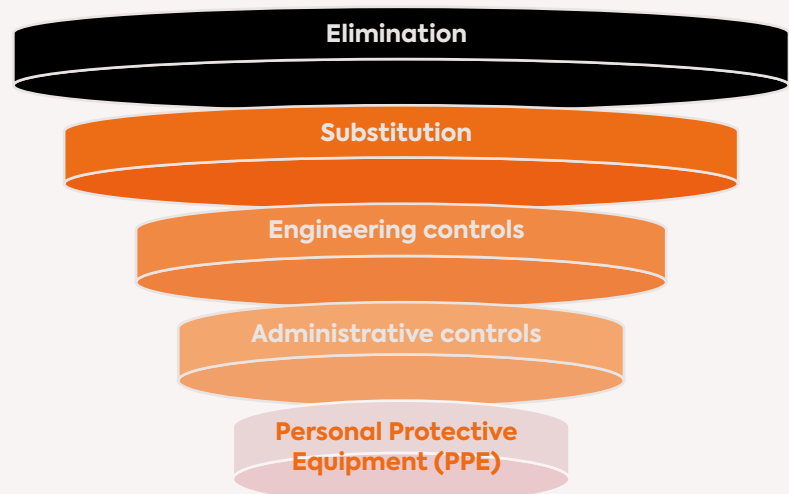 Elimination
Substitution
Engineering controls
Administrative controls
Personal Protective
Equipment (PPE)